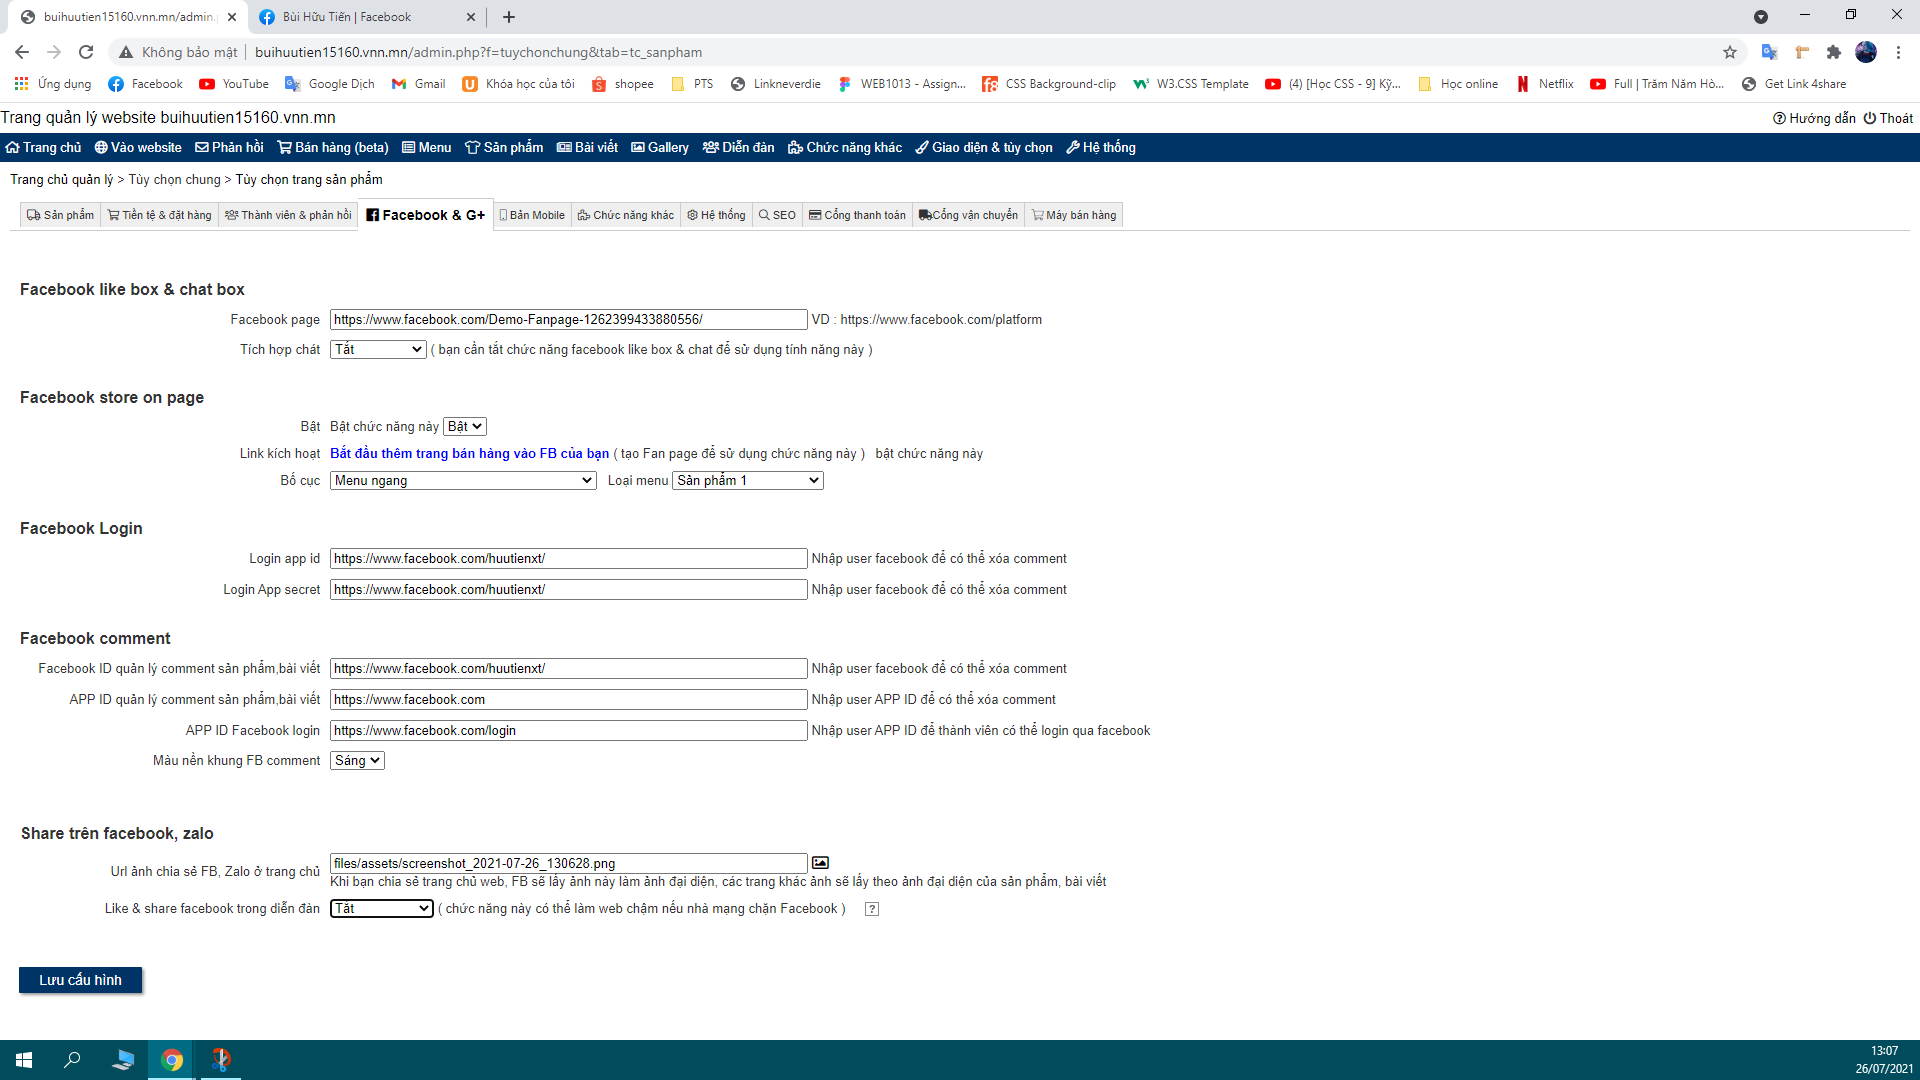 buihuutien15160.vnn.mn/admin.
Bùi Hữu Tiến | Facebook
Không bảo mật
buihuutien15160.vnn.mn/admin.php?f=tuychonchung&tab=tc_sanpham
Ứng dụng Facebook YouTube Google Dịch Gmail Khóa học của tôi shopee PTS Linkneverdie WEB1013 - Assign... CSS Background-clip W3.CSS Template (4) [Học CSS - 9] Kỹ... Học online Netflix Full | Trăm Năm Hò... Get Link 4share
Trang quản lý website buihuutien15160.vnn.mn
Hướng dẫn Thoát
Trang chủ Vào website Phản hồi Bán hàng (beta) Menu Sản phẩm Bài viết Gallery Diễn đàn Chức năng khác Giao diện & tùy chọn Hệ thống
Trang chủ quản lý > Tùy chọn chung > Tùy chọn trang sản phẩm
Sản phẩm Tiền tệ & đặt hàng Thành viên & phản hồi Facebook & G+ Bản Mobile Chức năng khác Hệ thống SEO Cổng thanh toán Cổng vận chuyển Máy bán hàng
Facebook like box & chat box
Facebook page https://www.facebook.com/Demo-Fanpage-1262399433880556/ VD : https://www.facebook.com/platform
Tích hợp chát Tắt ( bạn cần tắt chức năng facebook like box & chat để sử dụng tính năng này )
Facebook store on page
Bật Bật chức năng này Bật
Link kích hoạt Bắt đầu thêm trang bán hàng vào FB của bạn ( tạo Fan page để sử dụng chức năng này ) bật chức năng này
Bố cục Menu ngang Loại menu Sản phẩm 1
Facebook Login
Login app id https://www.facebook.com/huutienxt/ Nhập user facebook để có thể xóa comment
Login App secret https://www.facebook.com/huutienxt/ Nhập user facebook để có thể xóa comment
Facebook comment
Facebook ID quản lý comment sản phẩm,bài viết https://www.facebook.com/huutienxt/ Nhập user facebook để có thể xóa comment
APP ID quản lý comment sản phẩm,bài viết https://www.facebook.com Nhập user APP ID để có thể xóa comment
APP ID Facebook login https://www.facebook.com/login Nhập user APP ID để thành viên có thể login qua facebook
Màu nền khung FB comment Sáng
Share trên facebook, zalo
Url ảnh chia sẻ FB, Zalo ở trang chủ files/assets/screenshot_2021-07-26_130628.png
Khi bạn chia sẻ trang chủ web, FB sẽ lấy ảnh này làm ảnh đại diện, các trang khác ảnh sẽ lấy theo ảnh đại diện của sản phẩm, bài viết
Like & share facebook trong diễn đàn Tắt ( chức năng này có thể làm web chậm nếu nhà mạng chặn Facebook ) ?
Lưu cấu hình
13:07
26/07/2021